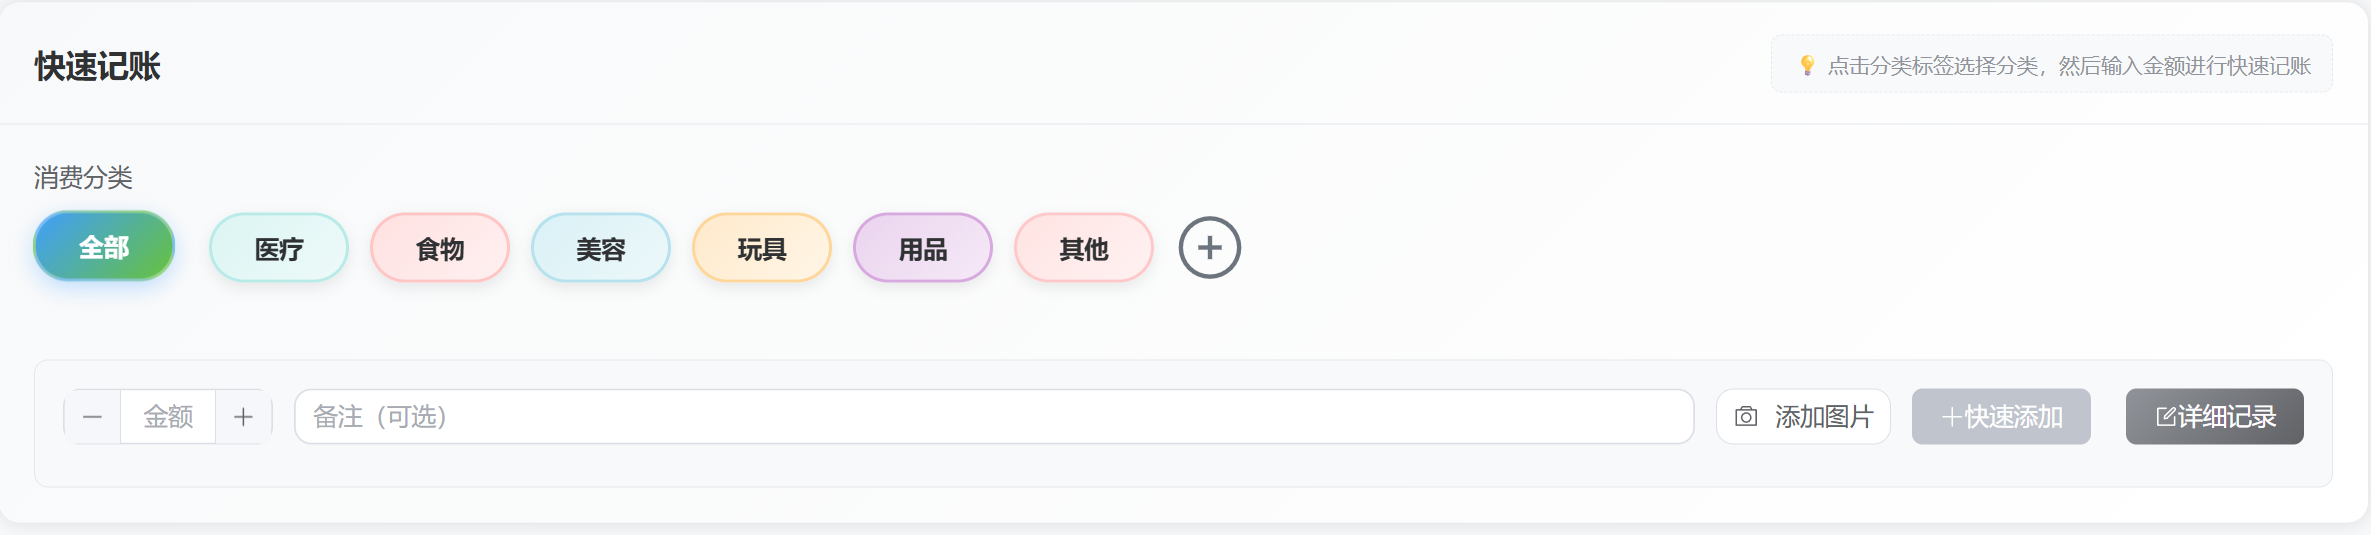 快速记账
点击分类标签选择分类，然后输入金额进行快速记账
消费分类
全部 医疗 食物 美容 玩具 用品 其他
金额 备注（可选） 添加图片 快速添加 详细记录